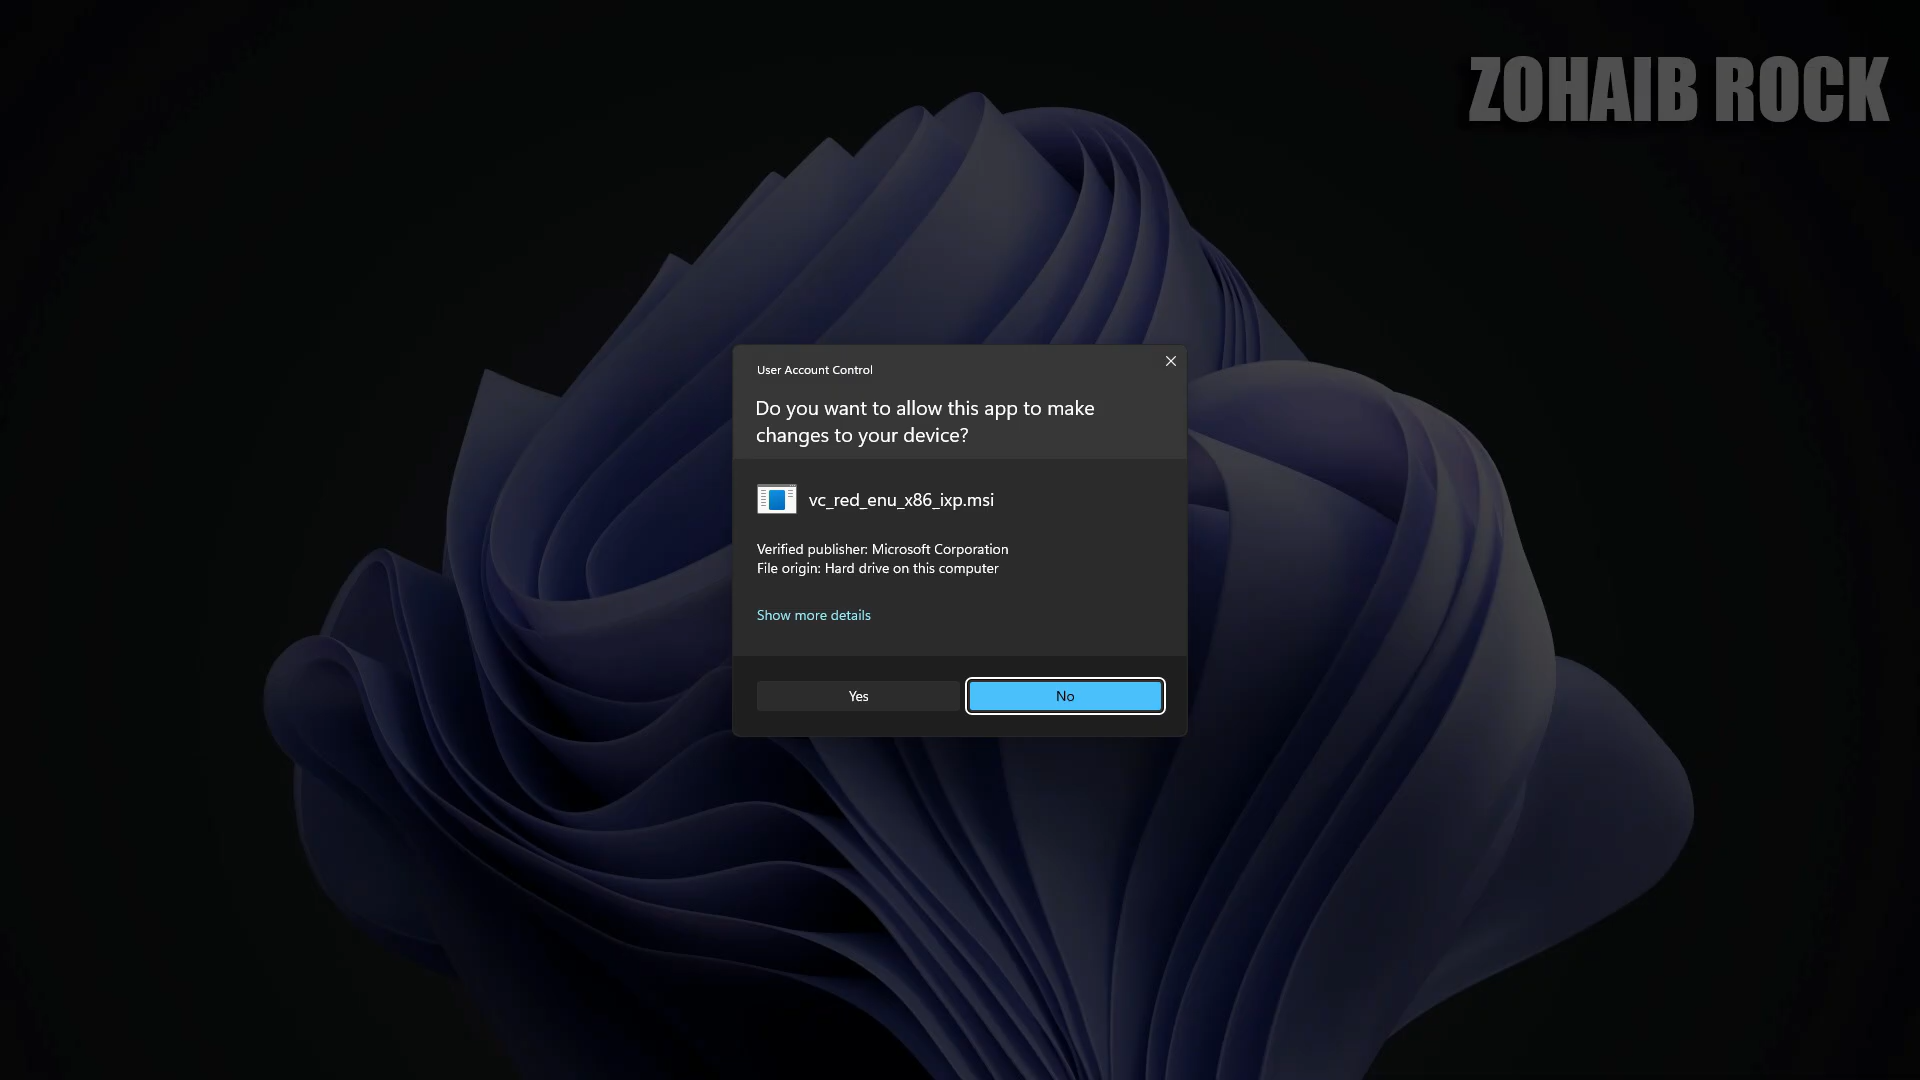 ZOHAIB ROCK
User Account Control
Do you want to allow this app to make
changes to your device?
vc_red_enu_x86_ixp.msi
Verified publisher: Microsoft Corporation
File origin: Hard drive on this computer
Show more details
Yes
No